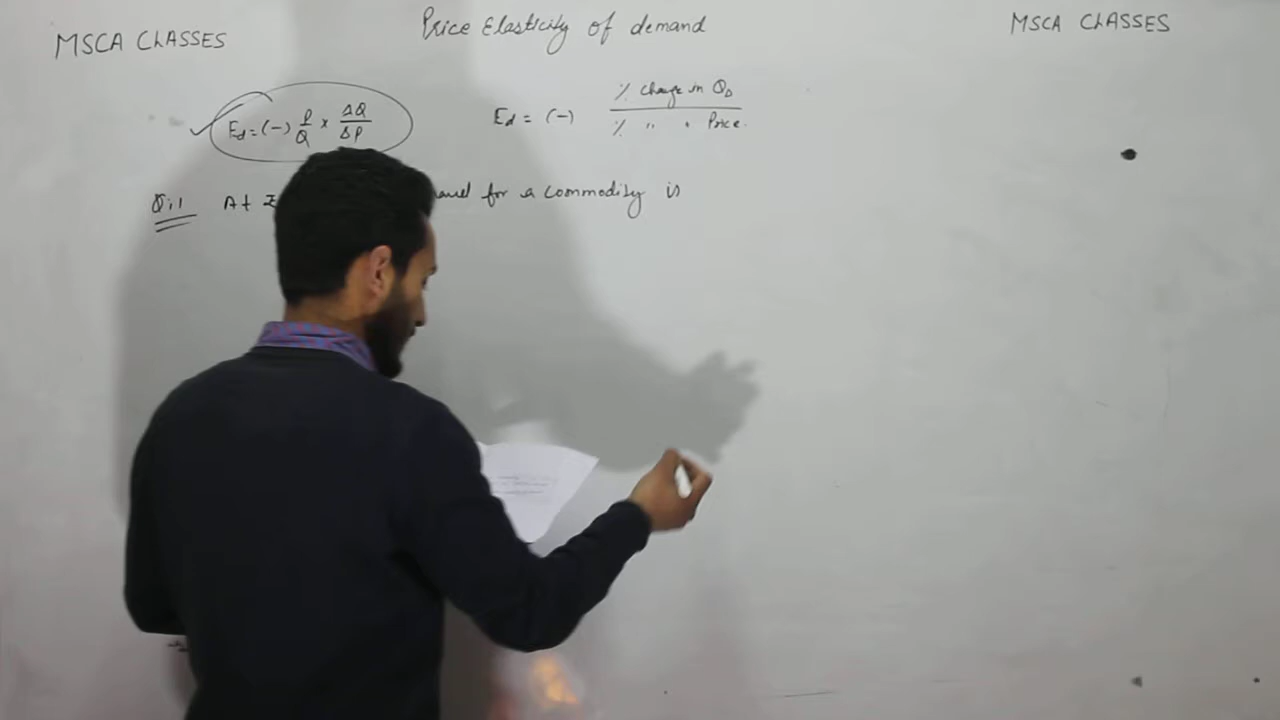 MSCA CLASSES
Price Elasticity of demand
MSCA CLASSES
Ed = (-) P/Q × ΔQ/ΔP
Ed = (-) % Change in QD / % " " Price.
Q.1 At for a Commodity is